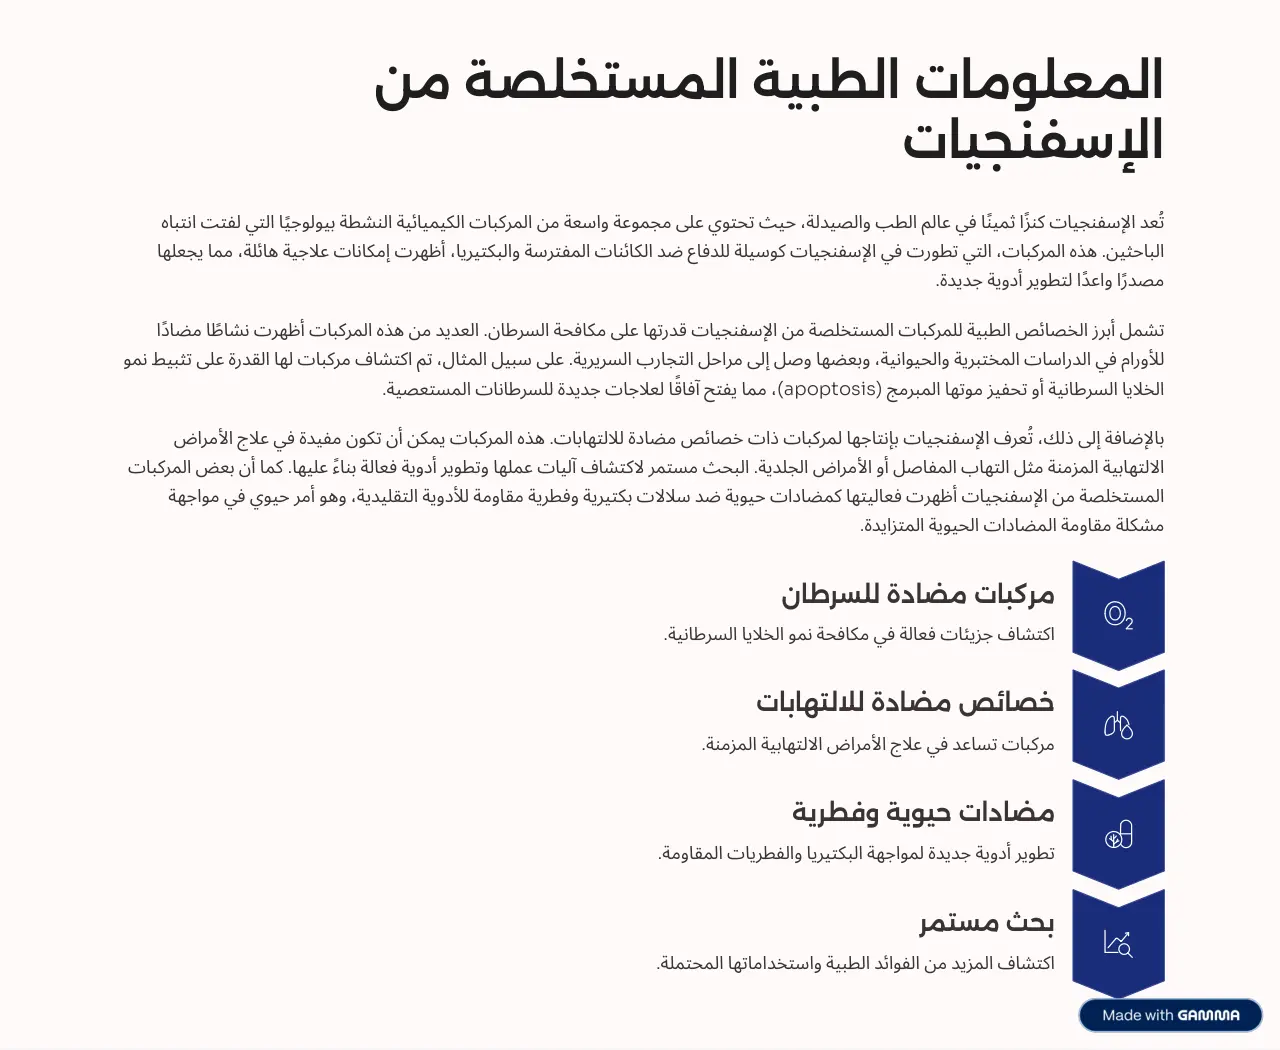 المعلومات الطبية المستخلصة من
الإسفنجيات
تُعد الإسفنجيات كنزًا ثمينًا في عالم الطب والصيدلة، حيث تحتوي على مجموعة واسعة من المركبات الكيميائية النشطة بيولوجيًا التي لفتت انتباه
الباحثين. هذه المركبات، التي تطورت في الإسفنجيات كوسيلة للدفاع ضد الكائنات المفترسة والبكتيريا، أظهرت إمكانات علاجية هائلة، مما يجعلها
مصدرًا واعدًا لتطوير أدوية جديدة.
تشمل أبرز الخصائص الطبية للمركبات المستخلصة من الإسفنجيات قدرتها على مكافحة السرطان. العديد من هذه المركبات أظهرت نشاطًا مضادًا
للأورام في الدراسات المختبرية والحيوانية، وبعضها وصل إلى مراحل التجارب السريرية. على سبيل المثال، تم اكتشاف مركبات لها القدرة على تثبيط نمو
الخلايا السرطانية أو تحفيز موتها المبرمج (apoptosis)، مما يفتح آفاقًا لعلاجات جديدة للسرطانات المستعصية.
بالإضافة إلى ذلك، تُعرف الإسفنجيات بإنتاجها لمركبات ذات خصائص مضادة للالتهابات. هذه المركبات يمكن أن تكون مفيدة في علاج الأمراض
الالتهابية المزمنة مثل التهاب المفاصل أو الأمراض الجلدية. البحث مستمر لاكتشاف آليات عملها وتطوير أدوية فعالة بناءً عليها. كما أن بعض المركبات
المستخلصة من الإسفنجيات أظهرت فعاليتها كمضادات حيوية ضد سلالات بكتيرية وفطرية مقاومة للأدوية التقليدية، وهو أمر حيوي في مواجهة
مشكلة مقاومة المضادات الحيوية المتزايدة.
O2
مركبات مضادة للسرطان
اكتشاف جزيئات فعالة في مكافحة نمو الخلايا السرطانية.
خصائص مضادة للالتهابات
مركبات تساعد في علاج الأمراض الالتهابية المزمنة.
مضادات حيوية وفطرية
تطوير أدوية جديدة لمواجهة البكتيريا والفطريات المقاومة.
بحث مستمر
اكتشاف المزيد من الفوائد الطبية واستخداماتها المحتملة.
Made with GAMMA